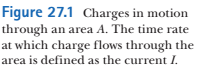 Figure 27.1 Charges in motion
through an area A. The time rate
at which charge flows through the
area is defined as the current I.